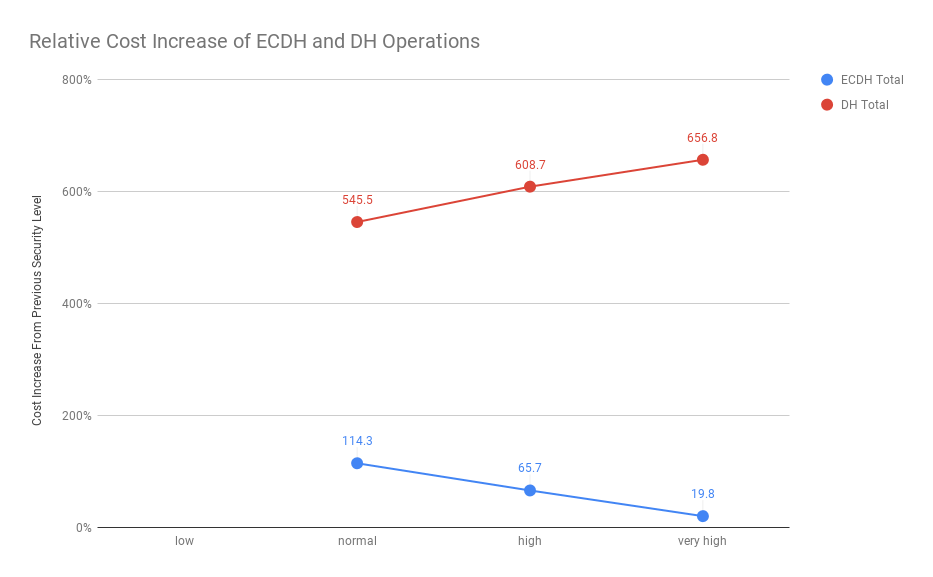 Relative Cost Increase of ECDH and DH Operations
Cost Increase From Previous Security Level
800%
600%
400%
200%
0%
545.5
608.7
656.8
114.3
65.7
19.8
low
normal
high
very high
ECDH Total
DH Total